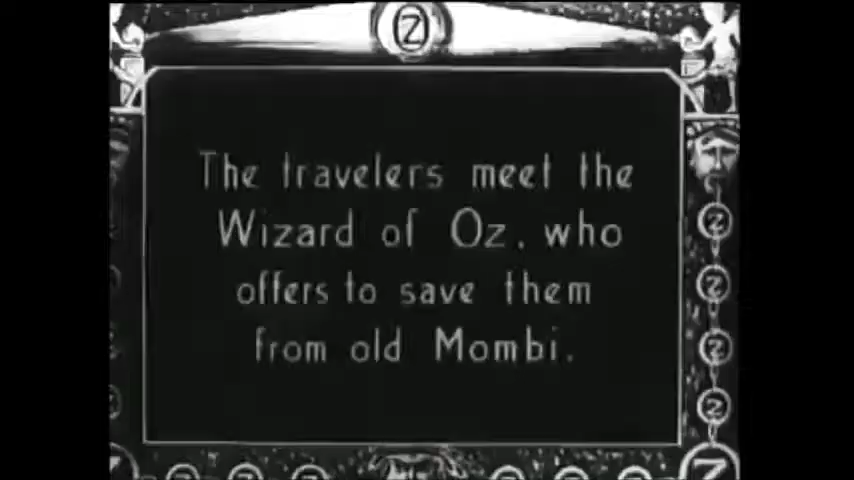 The travelers meet the
Wizard of Oz, who
offers to save them
from old Mombi.